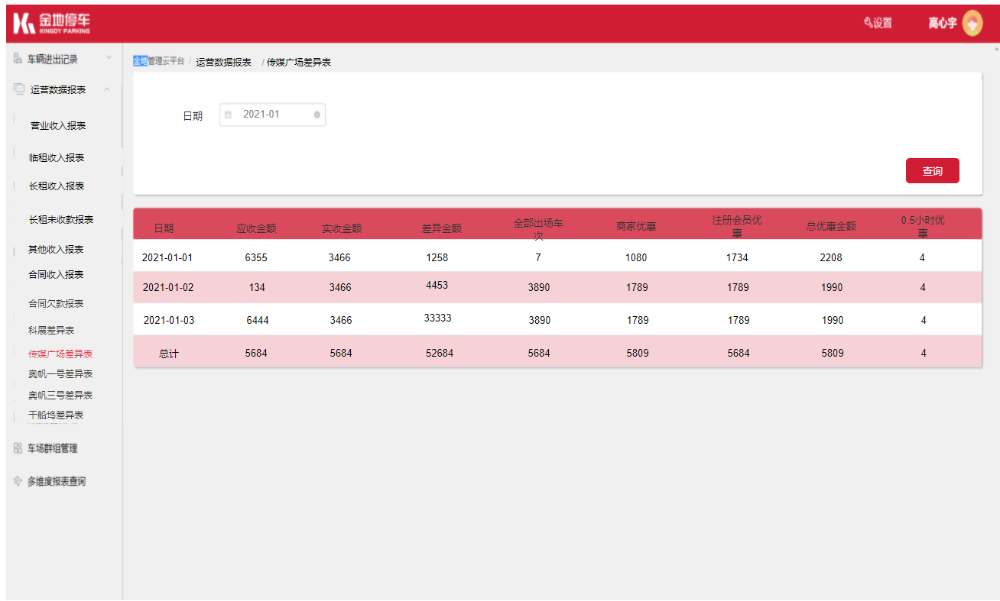 金地停车
KINGDY PARKING
设置
高心宇
车辆进出记录
运营数据报表
营业收入报表
临租收入报表
长租收入报表
长租未收款报表
其他收入报表
合同收入报表
合同欠款报表
科展差异表
传媒广场差异表
奥帆一号差异表
奥帆三号差异表
干船坞差异表
车场群组管理
多维度报表查询
金地管理云平台 / 运营数据报表 / 传媒广场差异表
日期 2021-01
查询
日期 应收金额 实收金额 差异金额 全部出场车次 商家优惠 注册会员优惠 总优惠金额 0.5小时优惠
2021-01-01 6355 3466 1258 7 1080 1734 2208 4
2021-01-02 134 3466 4453 3890 1789 1789 1990 4
2021-01-03 6444 3466 33333 3890 1789 1789 1990 4
总计 5684 5684 52684 5684 5809 5684 5809 4